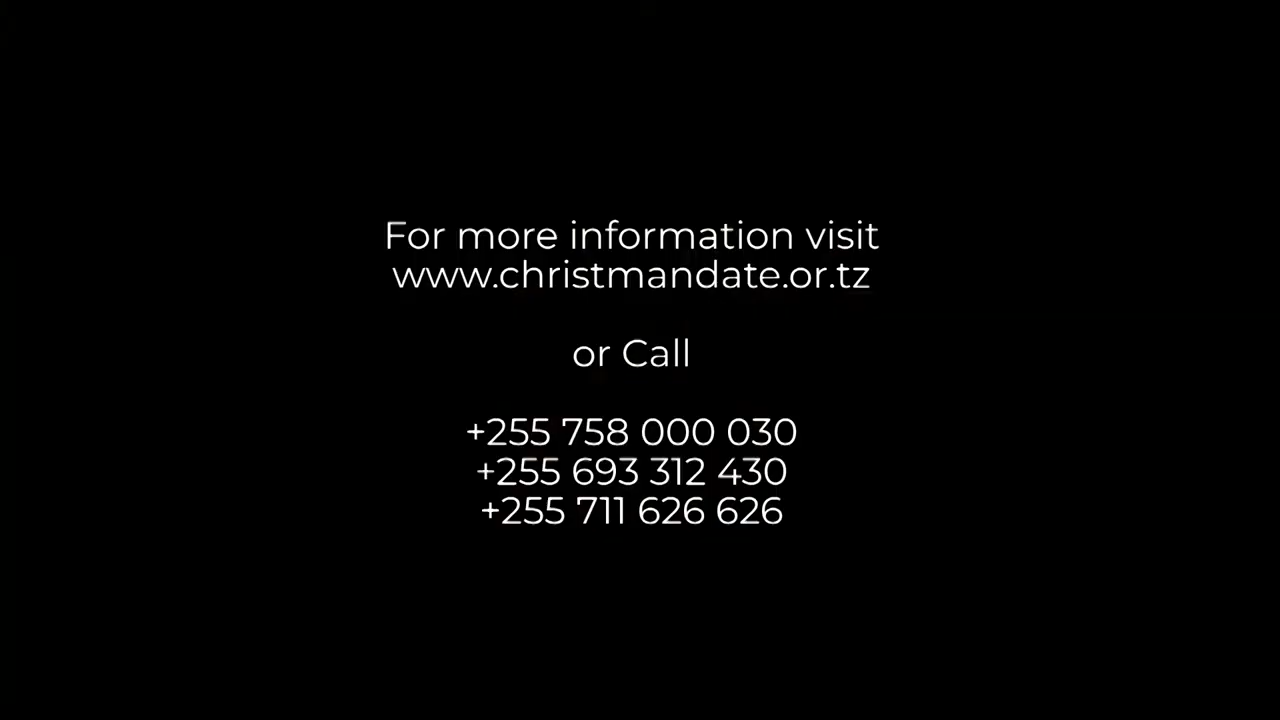 For more information visit
www.christmandate.or.tz
or Call
+255 758 000 030
+255 693 312 430
+255 711 626 626